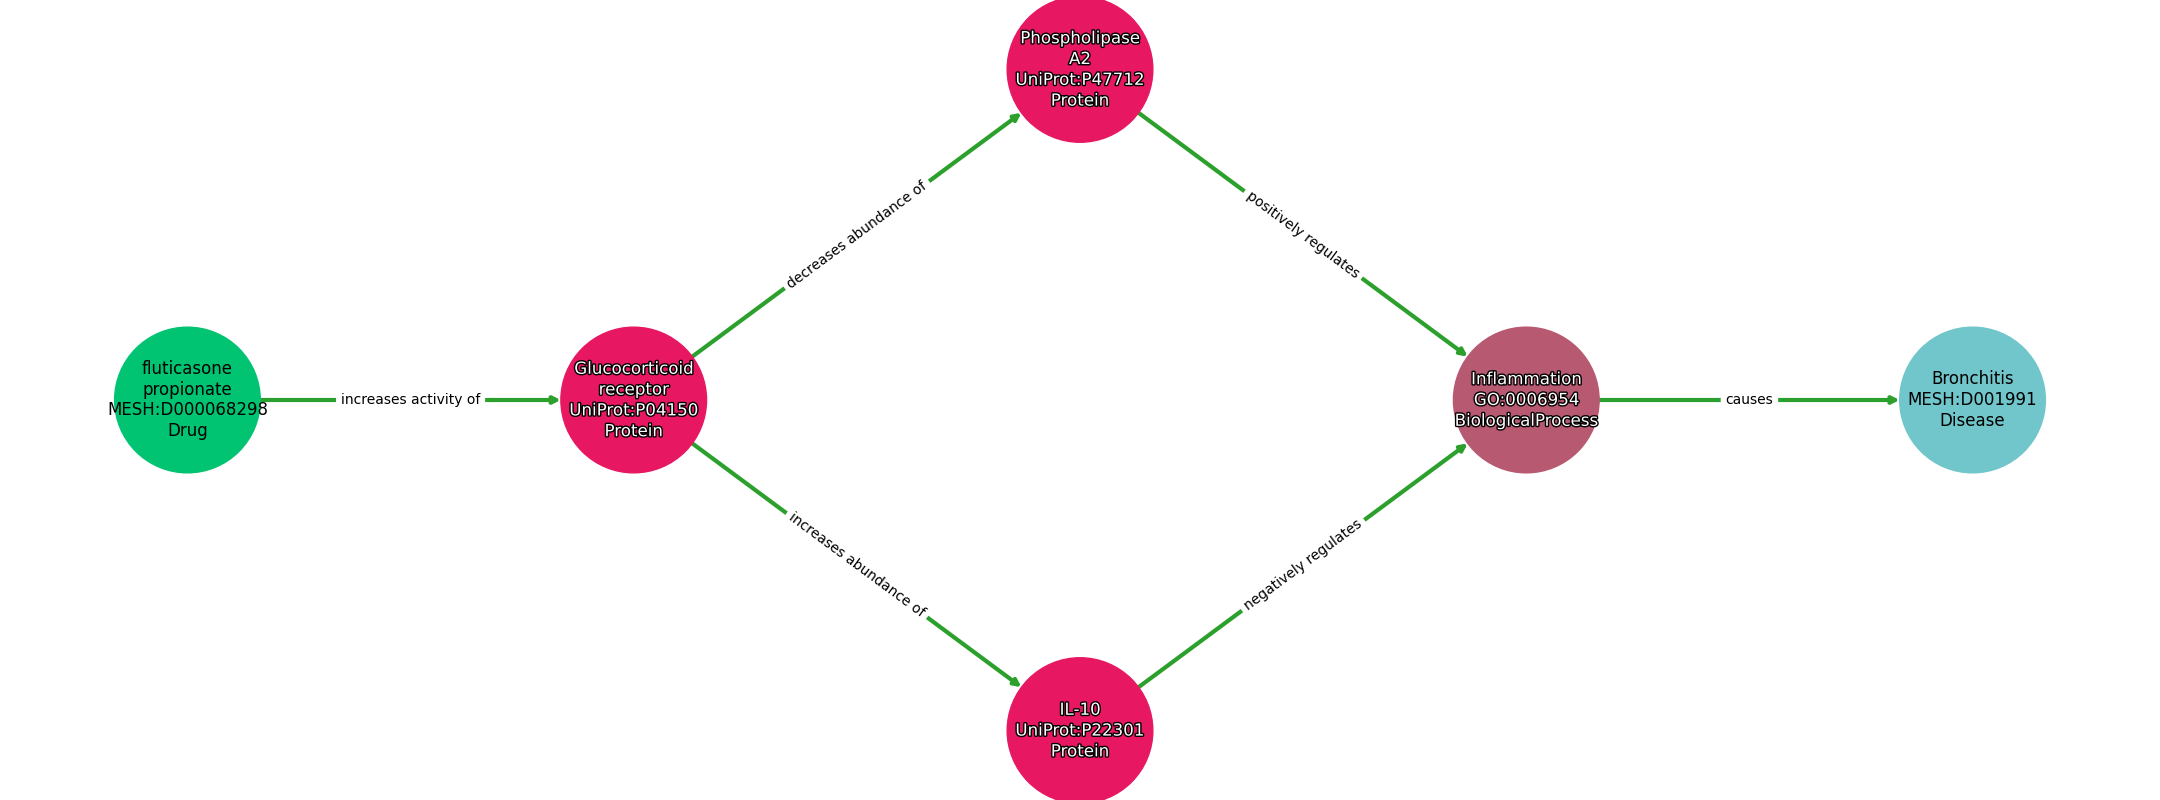 Phospholipase
A2
UniProt:P47712
Protein
decreases abundance of
positively regulates
fluticasone
propionate
MESH:D000068298
Drug
increases activity of
Glucocorticoid
receptor
UniProt:P04150
Protein
Inflammation
GO:0006954
BiologicalProcess
causes
Bronchitis
MESH:D001991
Disease
increases abundance of
negatively regulates
IL-10
UniProt:P22301
Protein